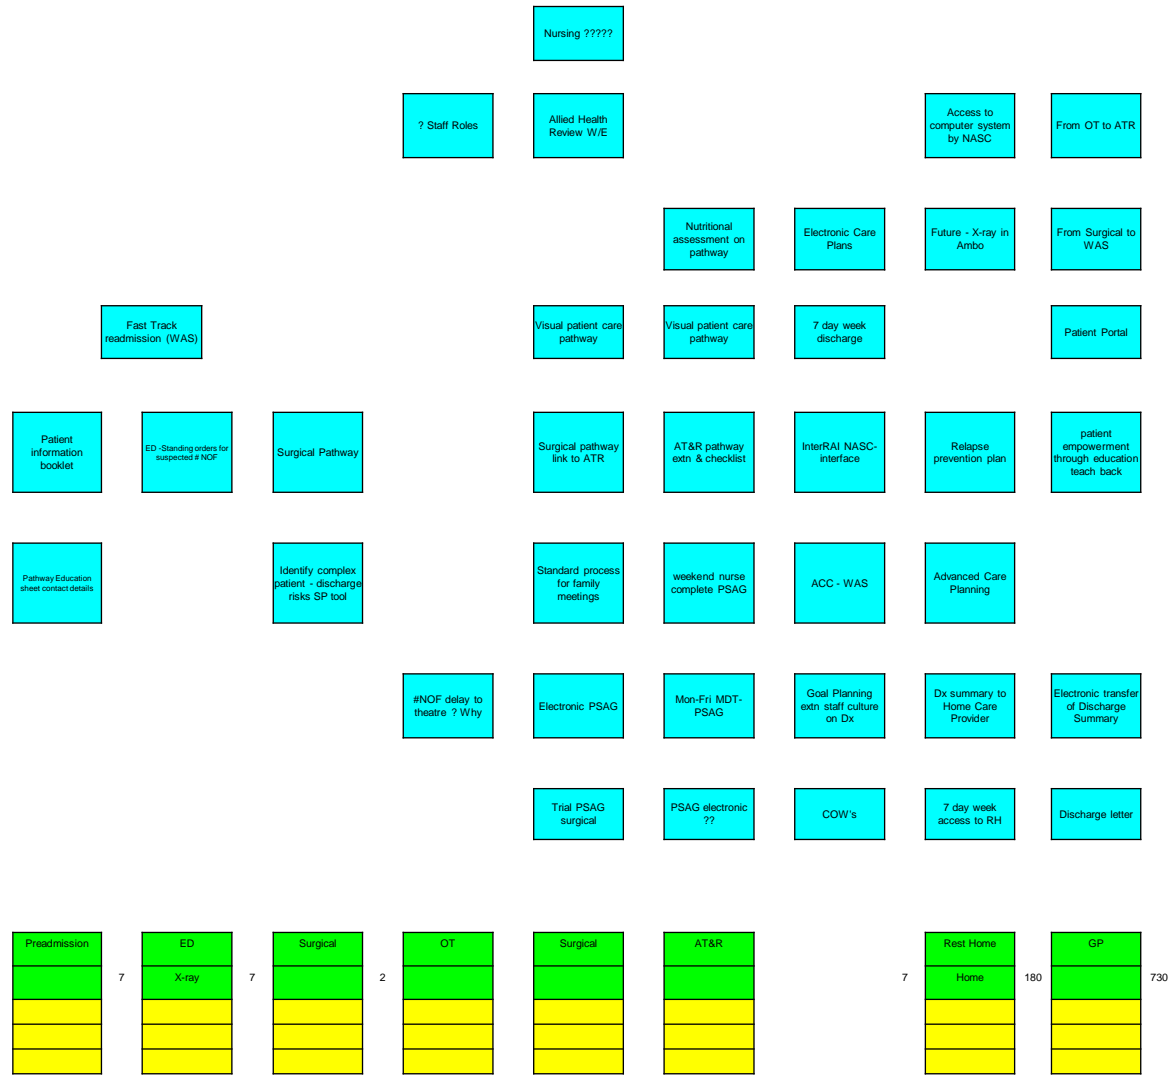 Nursing ?????
? Staff Roles
Allied Health
Review W/E
Access to
computer system
by NASC
From OT to ATR
Nutritional
assessment on
pathway
Electronic Care
Plans
Future - X-ray in
Ambo
From Surgical to
WAS
Fast Track
readmission (WAS)
Visual patient care
pathway
Visual patient care
pathway
7 day week
discharge
Patient Portal
Patient
information
booklet
ED -Standing orders for
suspected # NOF
Surgical Pathway
Surgical pathway
link to ATR
AT&R pathway
extn & checklist
InterRAI NASC-
interface
Relapse
prevention plan
patient
empowerment
through education
teach back
Pathway Education
sheet contact details
Identify complex
patient - discharge
risks SP tool
Standard process
for family
meetings
weekend nurse
complete PSAG
ACC - WAS
Advanced Care
Planning
#NOF delay to
theatre ? Why
Electronic PSAG
Mon-Fri MDT-
PSAG
Goal Planning
extn staff culture
on Dx
Dx summary to
Home Care
Provider
Electronic transfer
of Discharge
Summary
Trial PSAG
surgical
PSAG electronic
??
COW's
7 day week
access to RH
Discharge letter
Preadmission
ED
Surgical
OT
Surgical
AT&R
Rest Home
GP
7
X-ray
7
2
7
Home
180
730